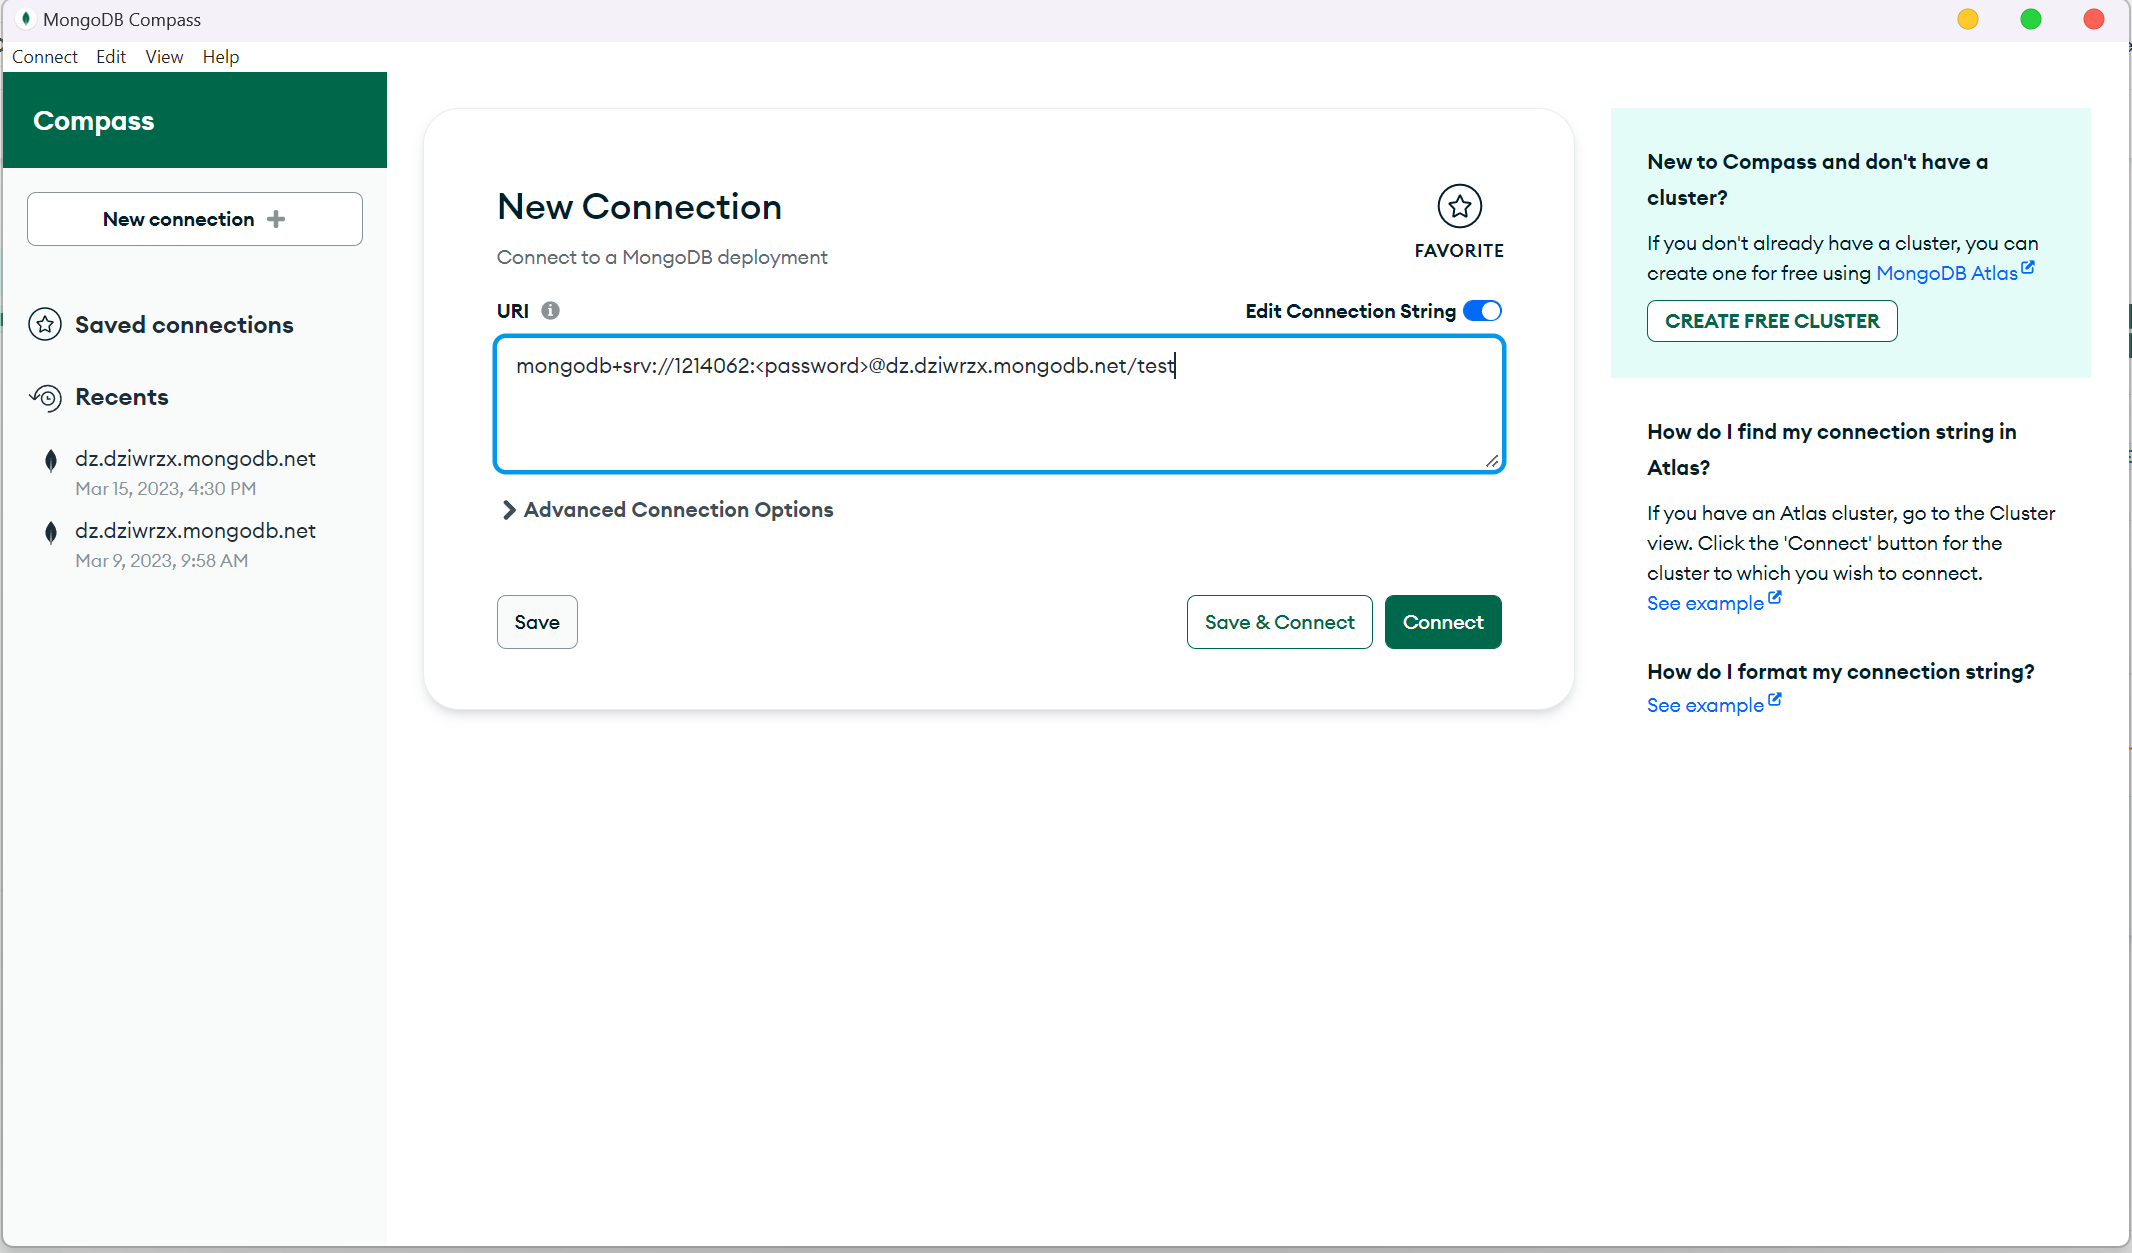 MongoDB Compass
Connect Edit View Help
Compass
New connection
Saved connections
Recents
dz.dziwrzx.mongodb.net
Mar 15, 2023, 4:30 PM
dz.dziwrzx.mongodb.net
Mar 9, 2023, 9:58 AM
New Connection
FAVORITE
Connect to a MongoDB deployment
URI
Edit Connection String
mongodb+srv://1214062:<password>@dz.dziwrzx.mongodb.net/test
Advanced Connection Options
Save
Save & Connect
Connect
New to Compass and don't have a
cluster?
If you don't already have a cluster, you can
create one for free using MongoDB Atlas
CREATE FREE CLUSTER
How do I find my connection string in
Atlas?
If you have an Atlas cluster, go to the Cluster
view. Click the 'Connect' button for the
cluster to which you wish to connect.
See example
How do I format my connection string?
See example